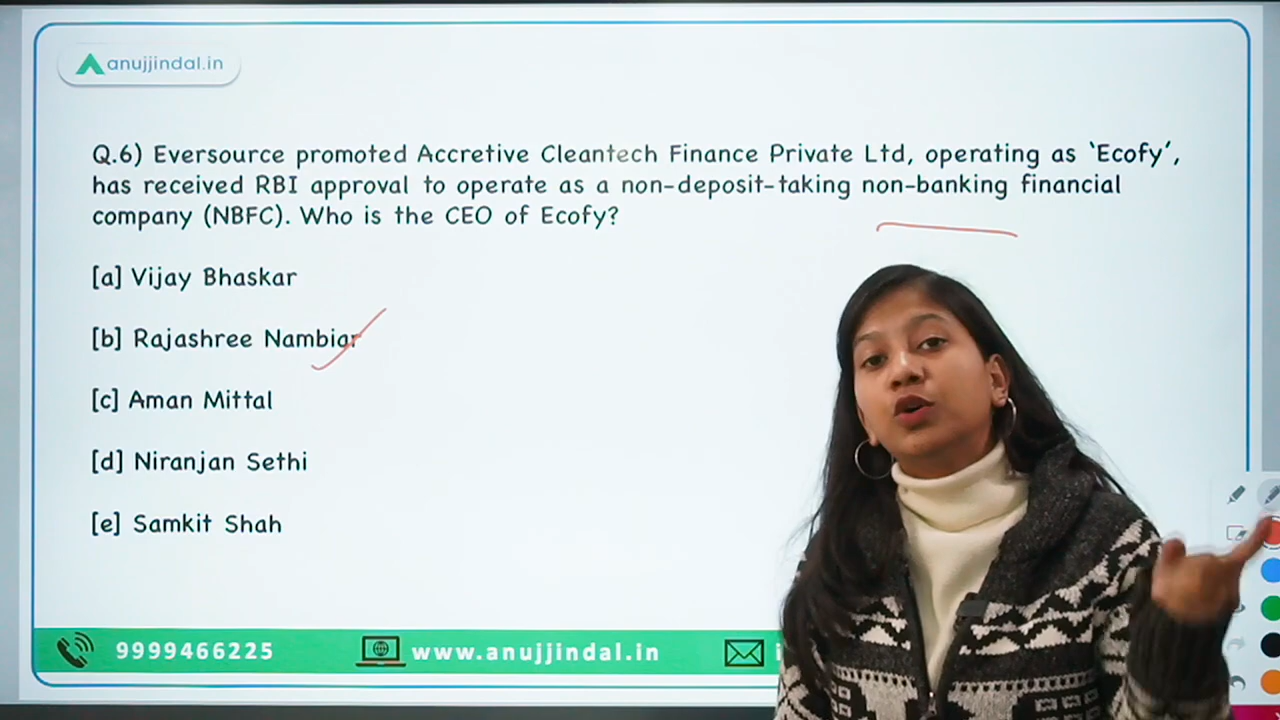 anujjindal.in
Q.6) Eversource promoted Accretive Cleantech Finance Private Ltd, operating as ‘Ecofy’,
has received RBI approval to operate as a non-deposit-taking non-banking financial
company (NBFC). Who is the CEO of Ecofy?
[a] Vijay Bhaskar
[b] Rajashree Nambiar
[c] Aman Mittal
[d] Niranjan Sethi
[e] Samkit Shah
9999466225 www.anujjindal.in